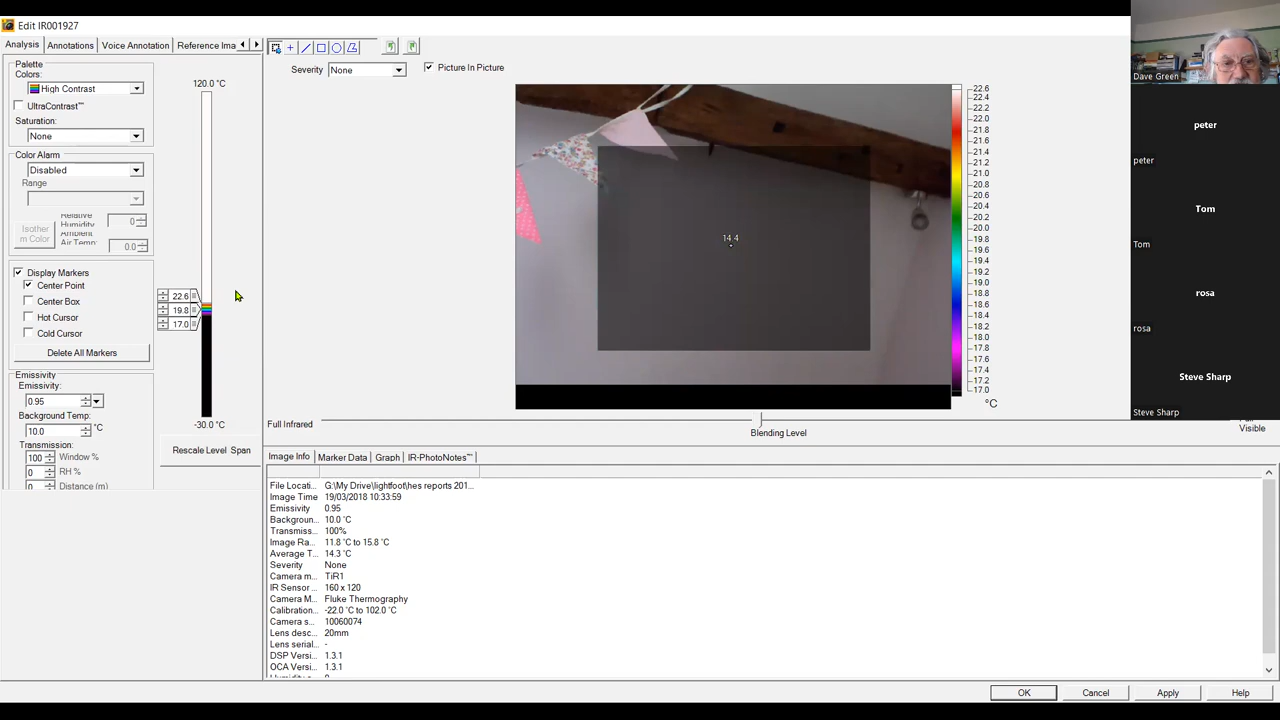 Edit IR001927
Analysis Annotations Voice Annotation Reference Ima
Palette
Colors:
High Contrast
UltraContrast™
Saturation:
None
Color Alarm
Disabled
Range
Isother
m Color
Relative
Humidity
0
Ambient
Air Temp:
0.0
Display Markers
Center Point
Center Box
Hot Cursor
Cold Cursor
Delete All Markers
Emissivity
Emissivity:
0.95
Background Temp:
10.0 °C
Transmission:
100 Window %
0 RH %
0 Distance (m)
120.0 °C
22.6
19.8
17.0
-30.0 °C
Rescale Level Span
Severity None Picture In Picture
14.4
22.6
22.4
22.2
22.0
21.8
21.6
21.4
21.2
21.0
20.8
20.6
20.4
20.2
20.0
19.8
19.6
19.4
19.2
19.0
18.8
18.6
18.4
18.2
18.0
17.8
17.6
17.4
17.2
17.0
°C
Full Infrared
Blending Level
Visible
Image Info Marker Data Graph IR-PhotoNotes™
File Locati... G:\My Drive\lightfoot\hes reports 201...
Image Time 19/03/2018 10:33:59
Emissivity 0.95
Backgroun... 10.0 °C
Transmiss... 100%
Image Ra... 11.8 °C to 15.8 °C
Average T... 14.3 °C
Severity None
Camera m... TiR1
IR Sensor ... 160 x 120
Camera M... Fluke Thermography
Calibration... -22.0 °C to 102.0 °C
Camera s... 10060074
Lens desc... 20mm
Lens serial... -
DSP Versi... 1.3.1
OCA Versi... 1.3.1
OK Cancel Apply Help
Dave Green
peter
peter
Tom
Tom
rosa
rosa
Steve Sharp
Steve Sharp